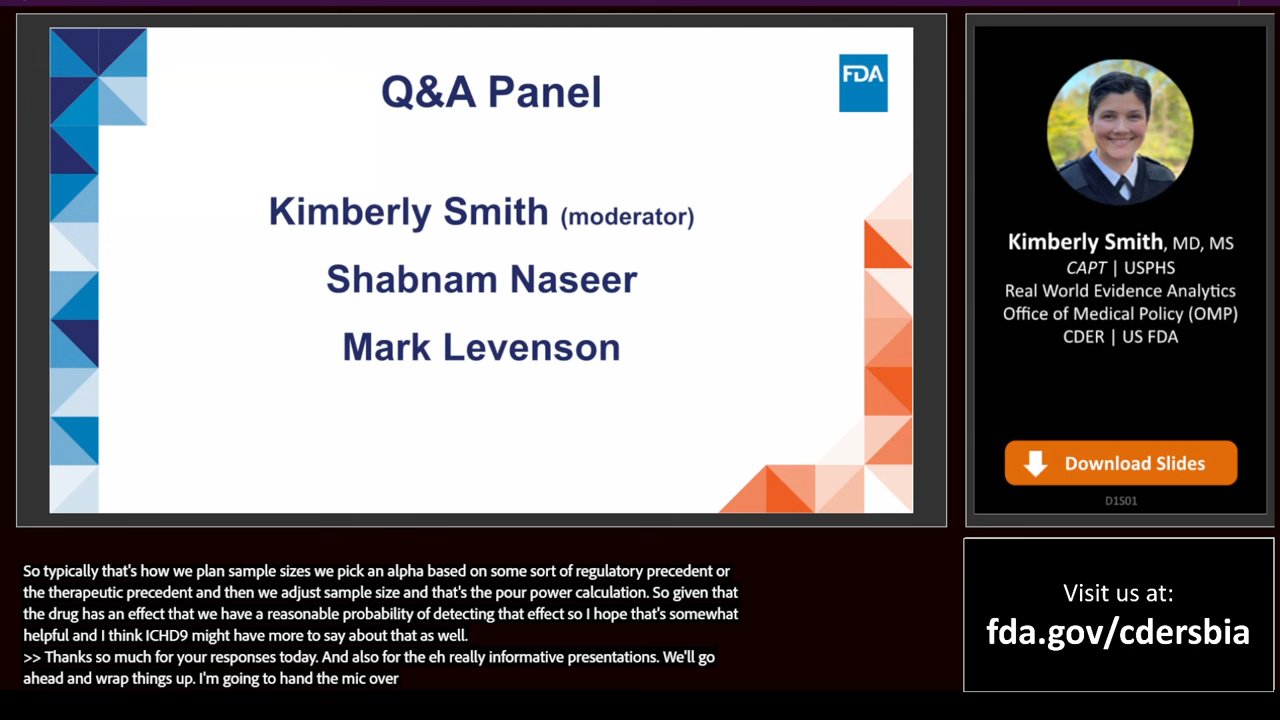 Q&A Panel
FDA
Kimberly Smith (moderator)
Shabnam Naseer
Mark Levenson
Kimberly Smith, MD, MS
CAPT | USPHS
Real World Evidence Analytics
Office of Medical Policy (OMP)
CDER | US FDA
Download Slides
D1S01
So typically that's how we plan sample sizes we pick an alpha based on some sort of regulatory precedent or
the therapeutic precedent and then we adjust sample size and that's the pour power calculation. So given that
the drug has an effect that we have a reasonable probability of detecting that effect so I hope that's somewhat
helpful and I think ICHD9 might have more to say about that as well.
>> Thanks so much for your responses today. And also for the eh really informative presentations. We'll go
ahead and wrap things up. I'm going to hand the mic over
Visit us at:
fda.gov/cdersbia